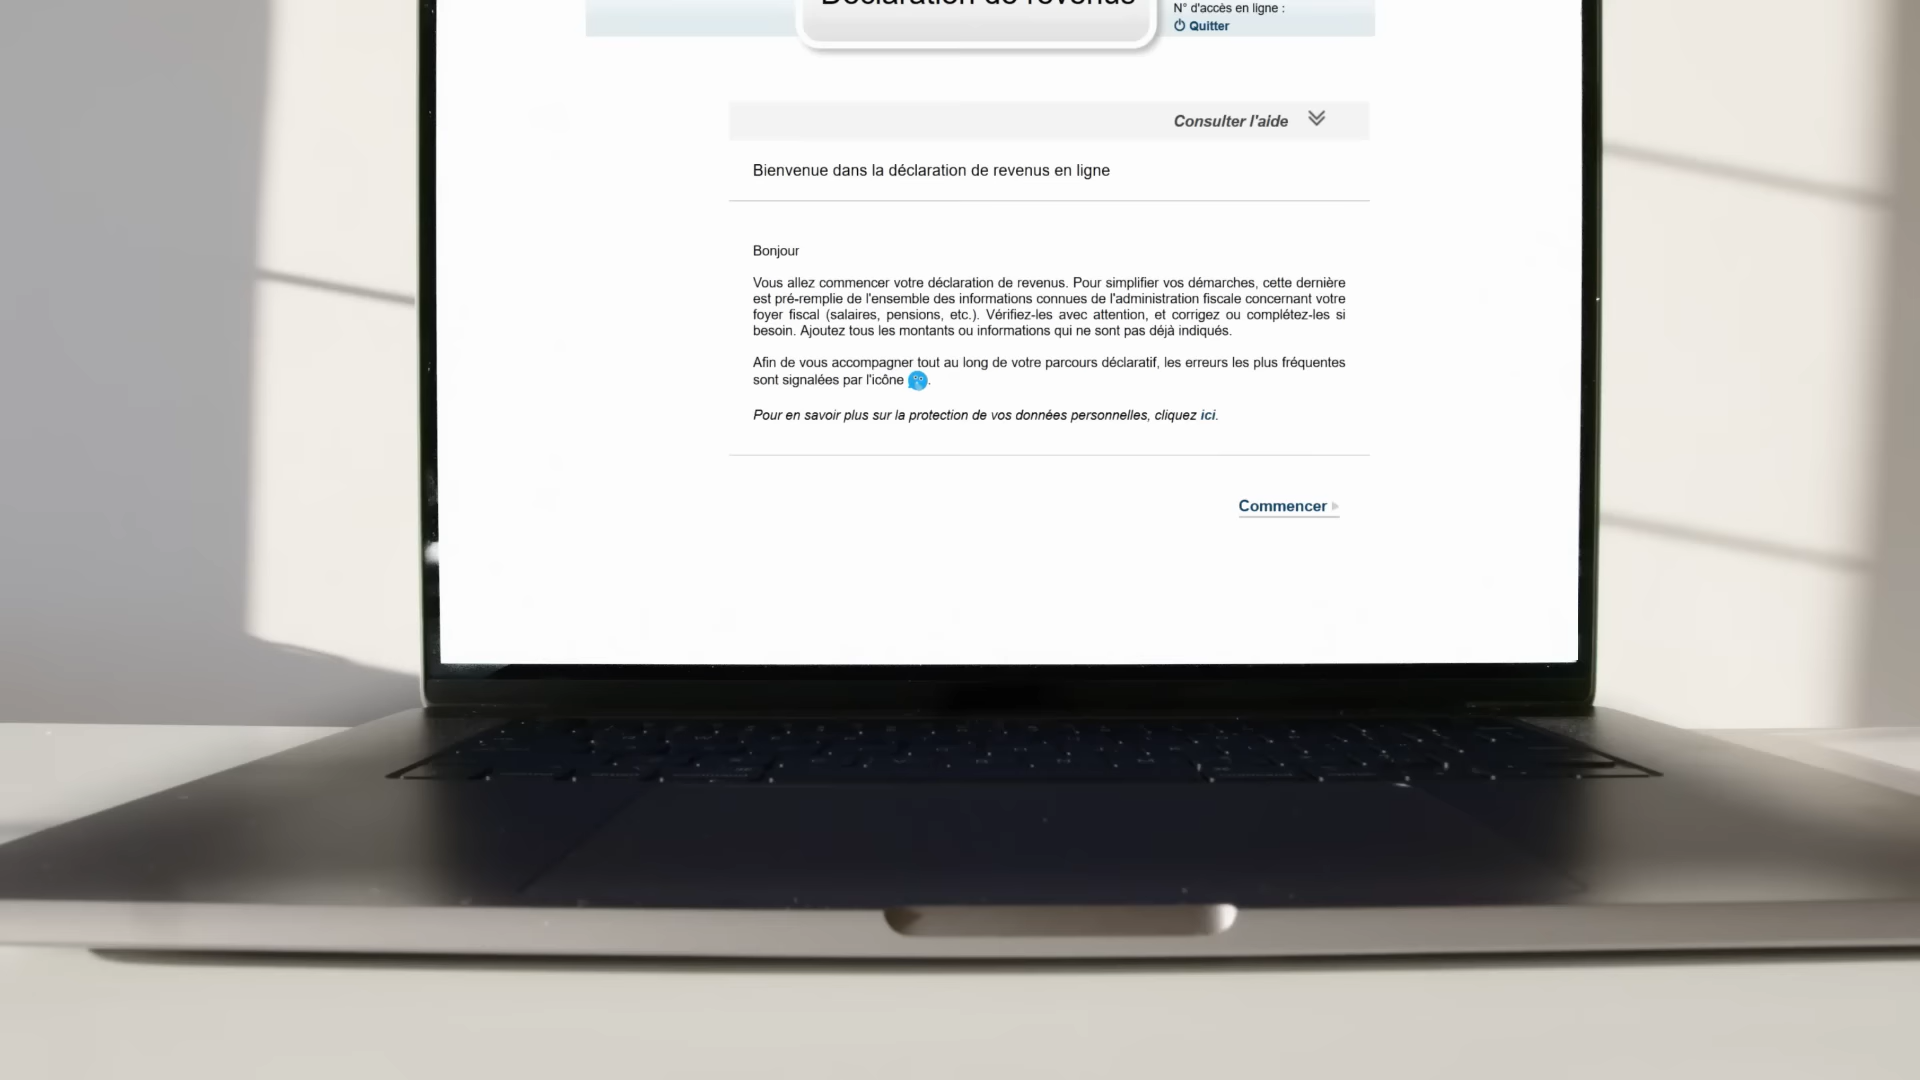 Déclaration de revenus
N° d'accès en ligne :
Quitter
Consulter l'aide
Bienvenue dans la déclaration de revenus en ligne
Bonjour
Vous allez commencer votre déclaration de revenus. Pour simplifier vos démarches, cette dernière
est pré-remplie de l'ensemble des informations connues de l'administration fiscale concernant votre
foyer fiscal (salaires, pensions, etc.). Vérifiez-les avec attention, et corrigez ou complétez-les si
besoin. Ajoutez tous les montants ou informations qui ne sont pas déjà indiqués.
Afin de vous accompagner tout au long de votre parcours déclaratif, les erreurs les plus fréquentes
sont signalées par l'icône .
Pour en savoir plus sur la protection de vos données personnelles, cliquez ici.
Commencer